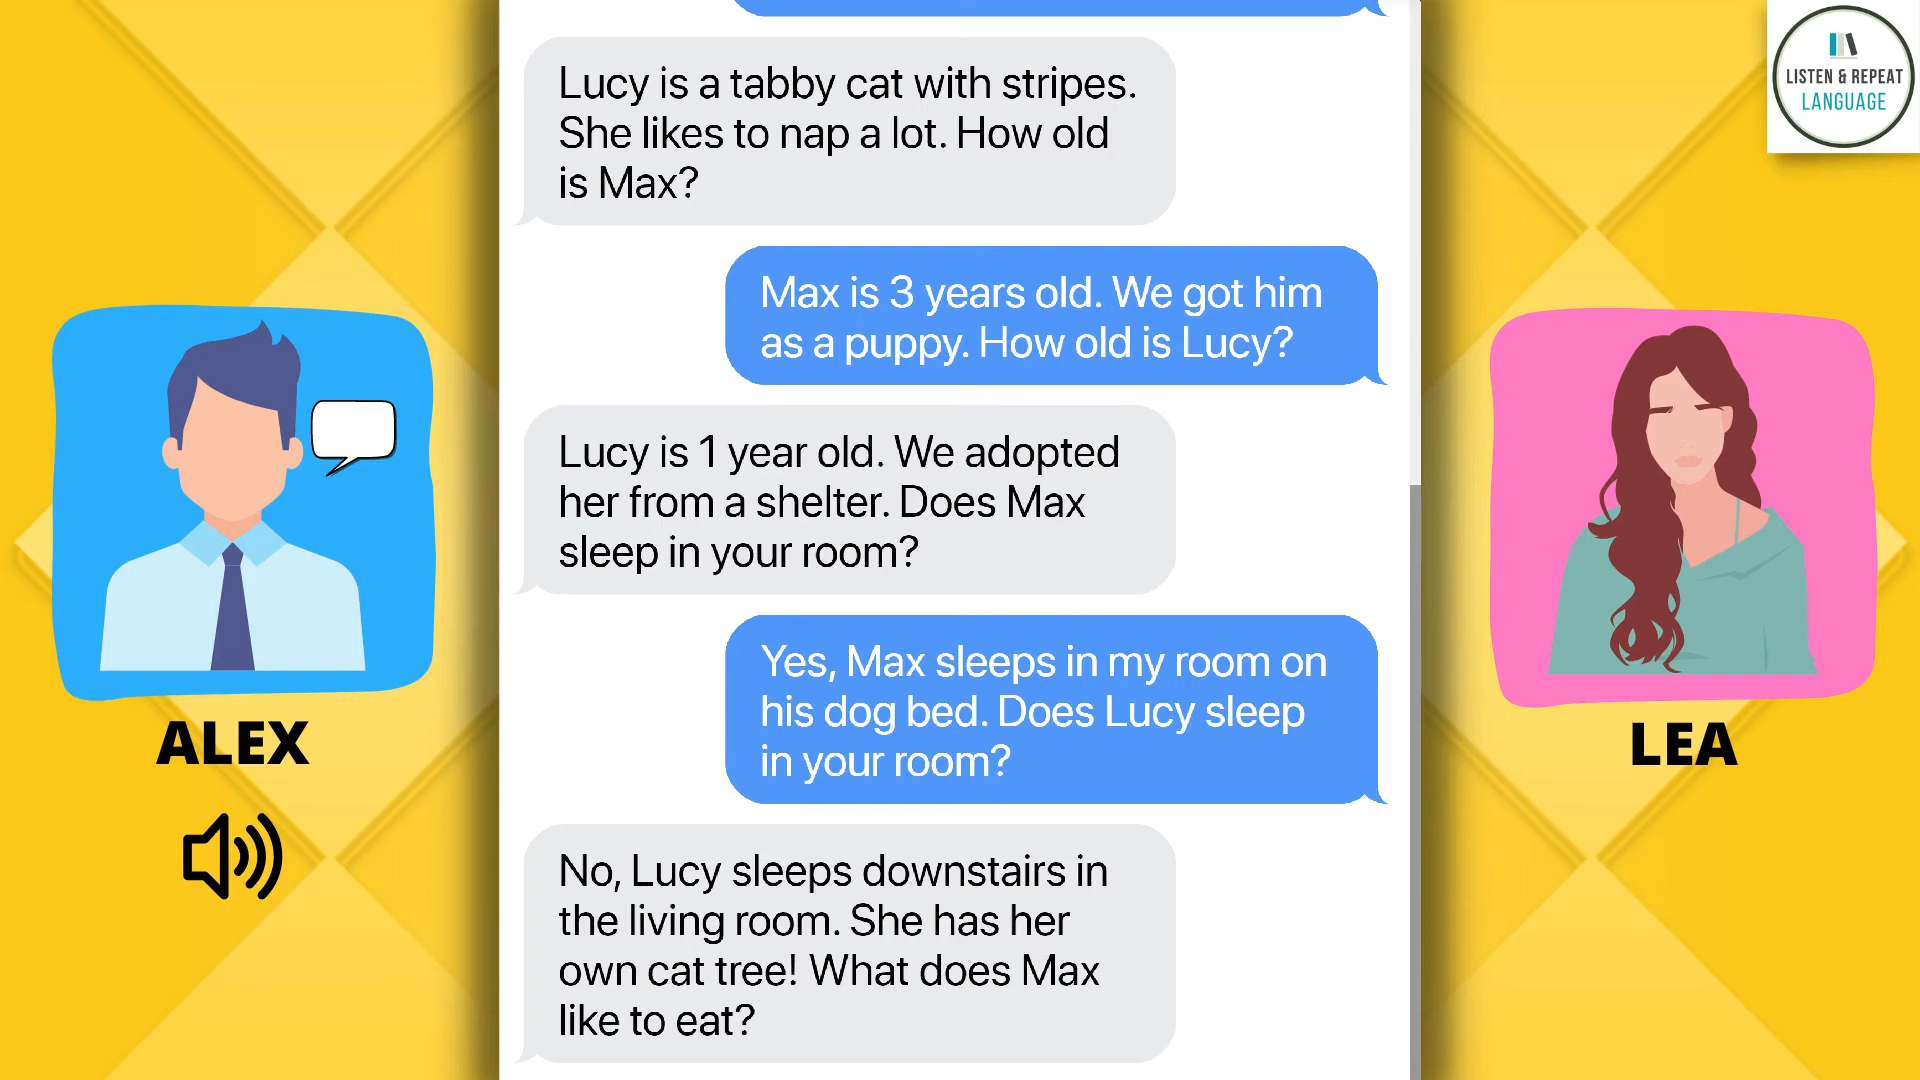 Lucy is a tabby cat with stripes.
She likes to nap a lot. How old
is Max?
Max is 3 years old. We got him
as a puppy. How old is Lucy?
Lucy is 1 year old. We adopted
her from a shelter. Does Max
sleep in your room?
Yes, Max sleeps in my room on
his dog bed. Does Lucy sleep
in your room?
No, Lucy sleeps downstairs in
the living room. She has her
own cat tree! What does Max
like to eat?
ALEX
LEA
LISTEN & REPEAT
LANGUAGE